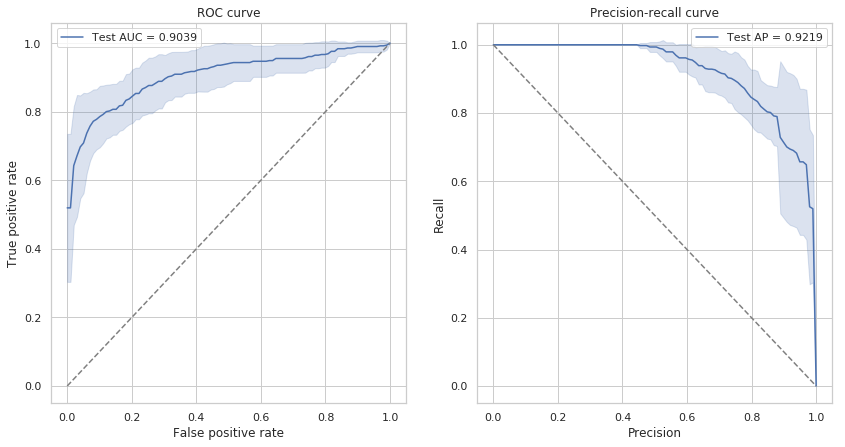 ROC curve
Test AUC = 0.9039
1.0
0.8
0.6
0.4
0.2
0.0
True positive rate
0.0 0.2 0.4 0.6 0.8 1.0
False positive rate
Precision-recall curve
Test AP = 0.9219
1.0
0.8
0.6
0.4
0.2
0.0
Recall
0.0 0.2 0.4 0.6 0.8 1.0
Precision